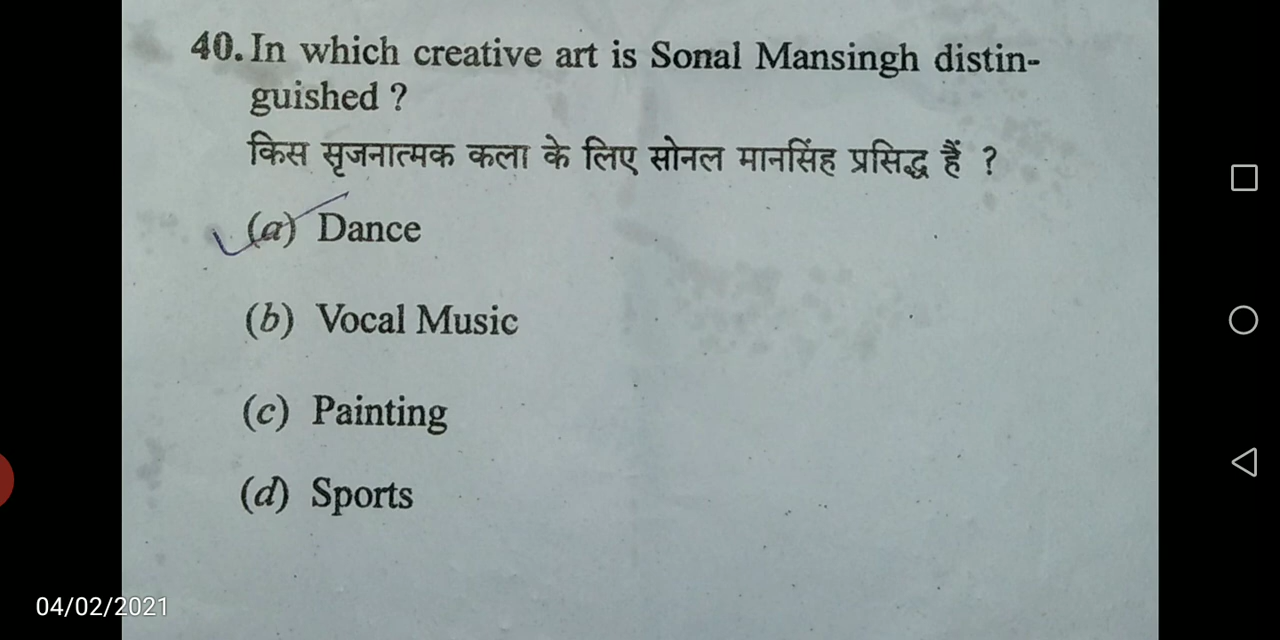 40. In which creative art is Sonal Mansingh distin-
guished ?
किस सृजनात्मक कला के लिए सोनल मानसिंह प्रसिद्ध हैं ?
(a) Dance
(b) Vocal Music
(c) Painting
(d) Sports
04/02/2021